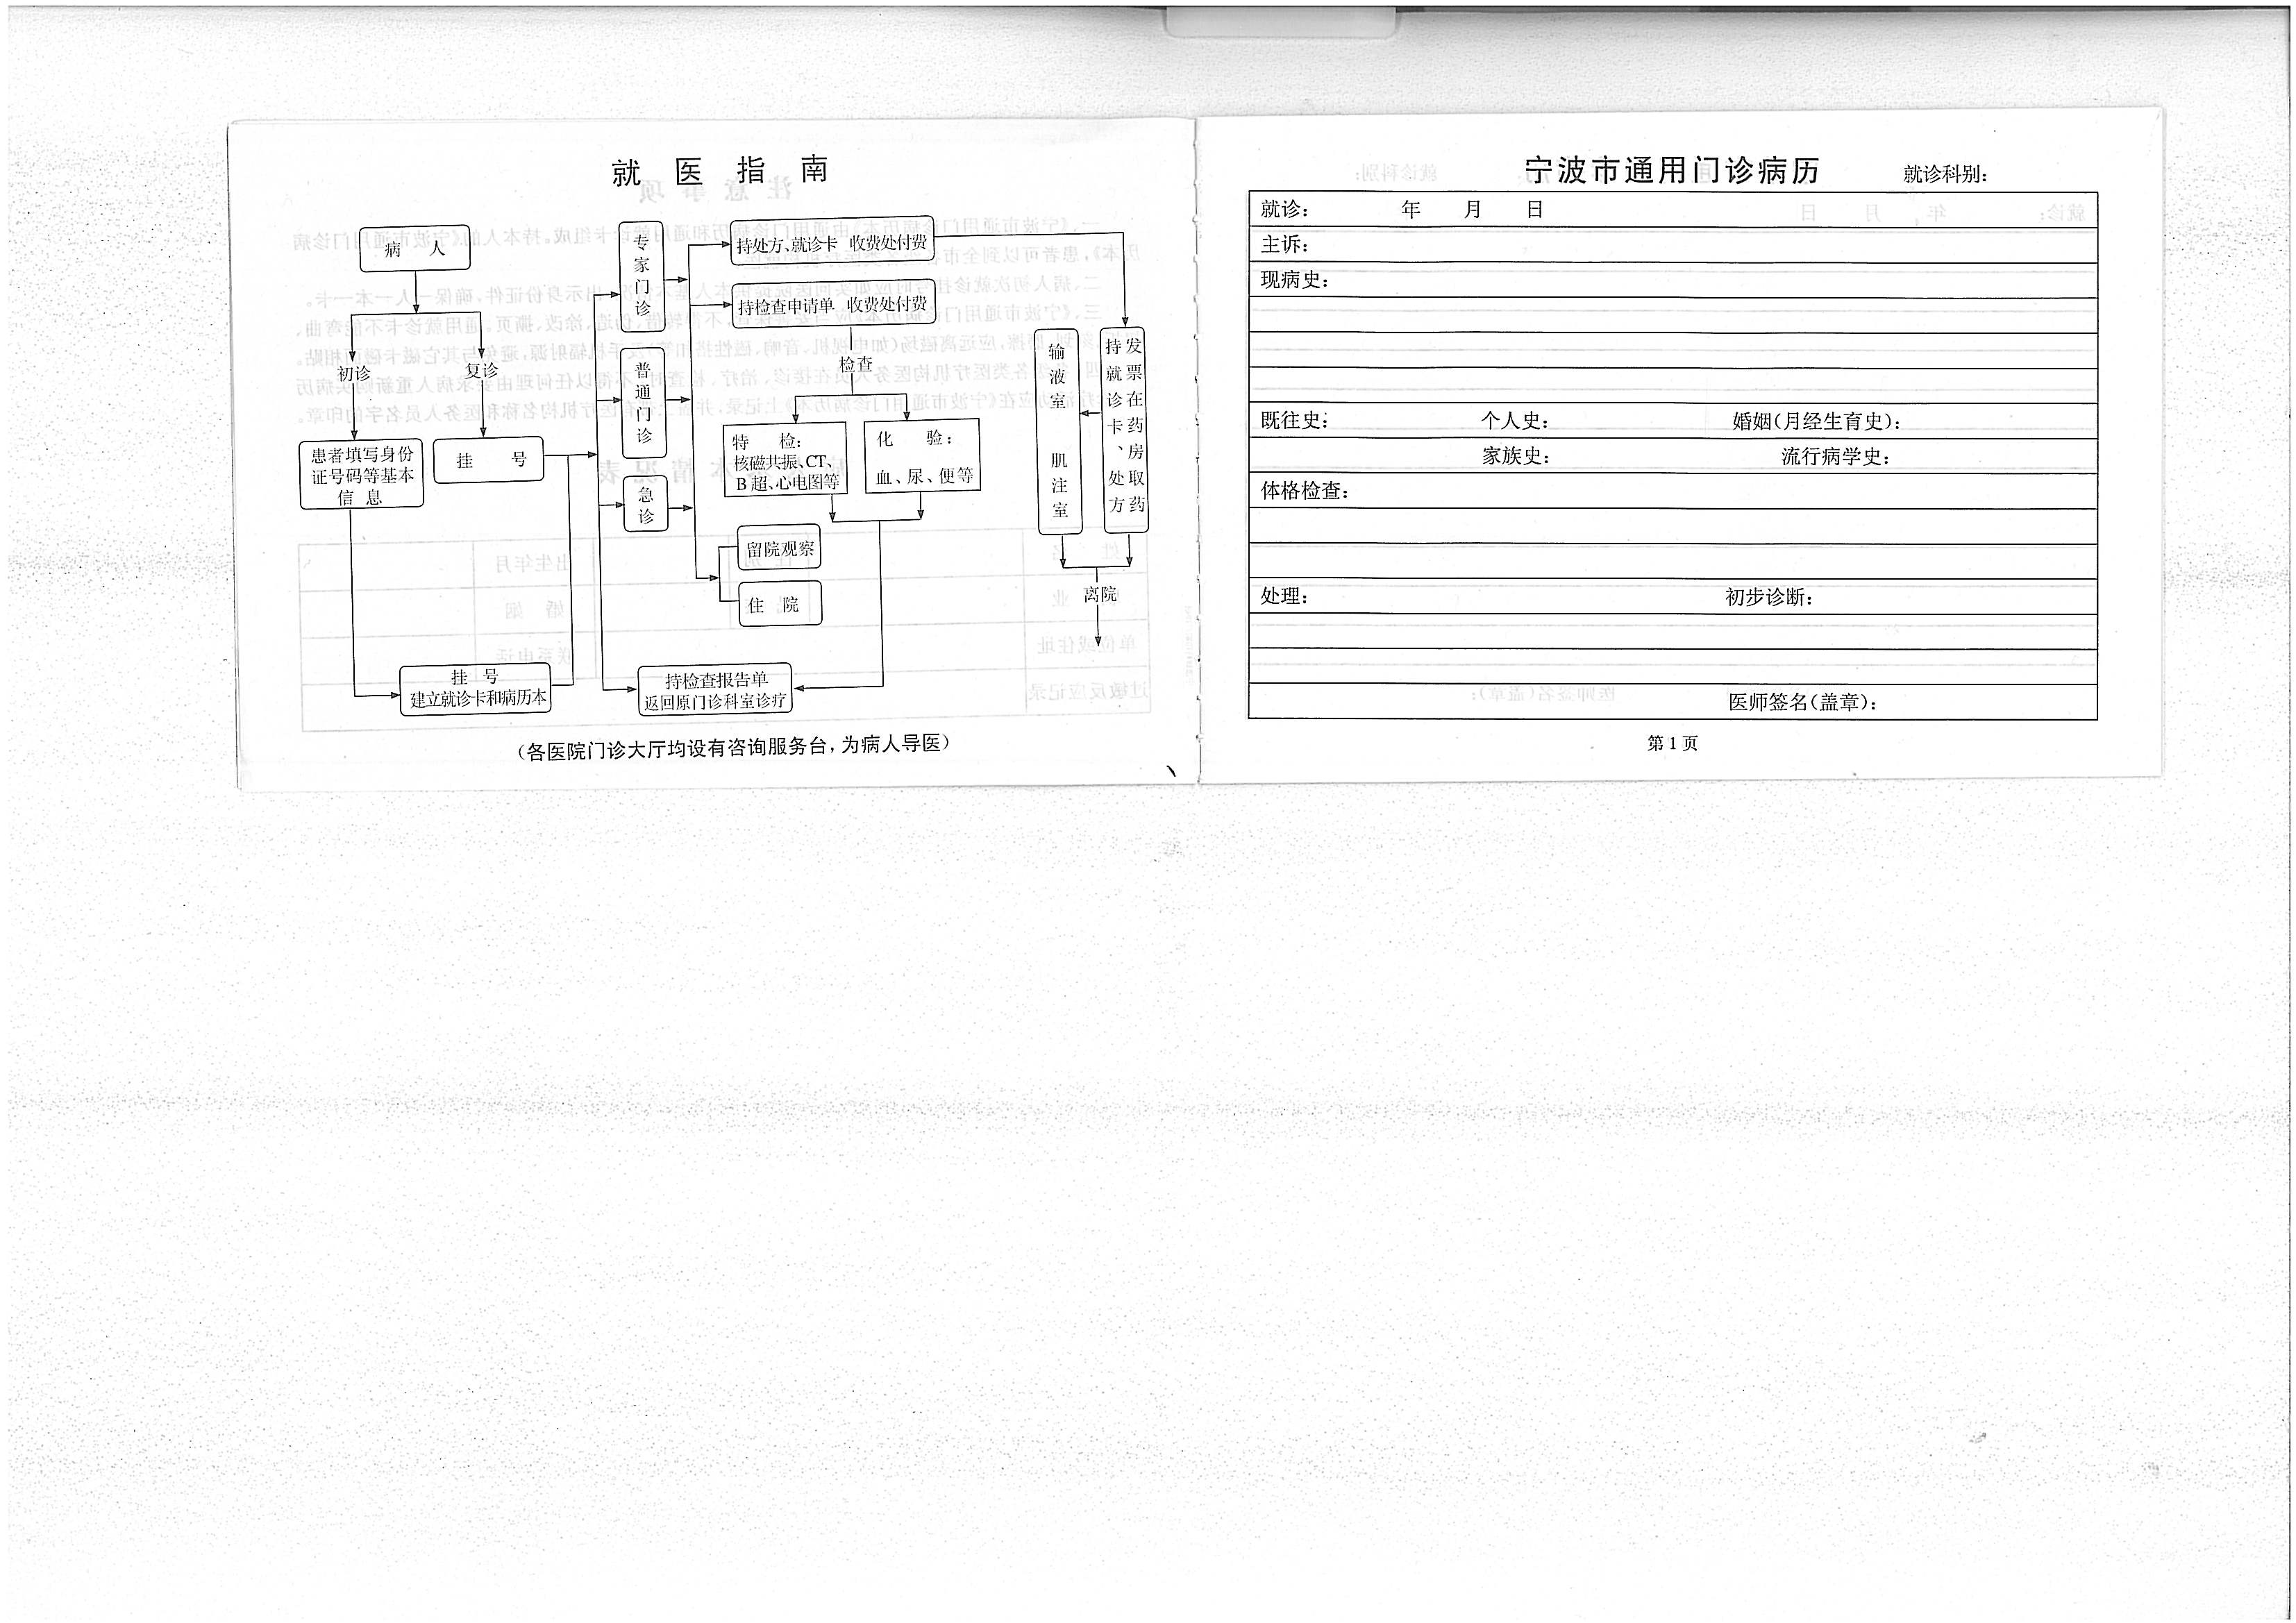 就医指南
病人
初诊
复诊
患者填写身份
证号码等基本
信息
挂号
挂号
建立就诊卡和病历本
专家门诊
普通门诊
急诊
持处方、就诊卡 收费处付费
持检查申请单 收费处付费
检查
特检:
核磁共振、CT、
B超、心电图等
化验:
血、尿、便等
留院观察
住院
持检查报告单
返回原门诊科室诊疗
输液室 肌注室
持就诊卡、处方
发票在药房取药
离院
(各医院门诊大厅均设有咨询服务台,为病人导医)
宁波市通用门诊病历 就诊科别:
就诊: 年 月 日
主诉:
现病史:
既往史: 个人史: 婚姻(月经生育史):
家族史: 流行病学史:
体格检查:
处理: 初步诊断:
医师签名(盖章):
第1页